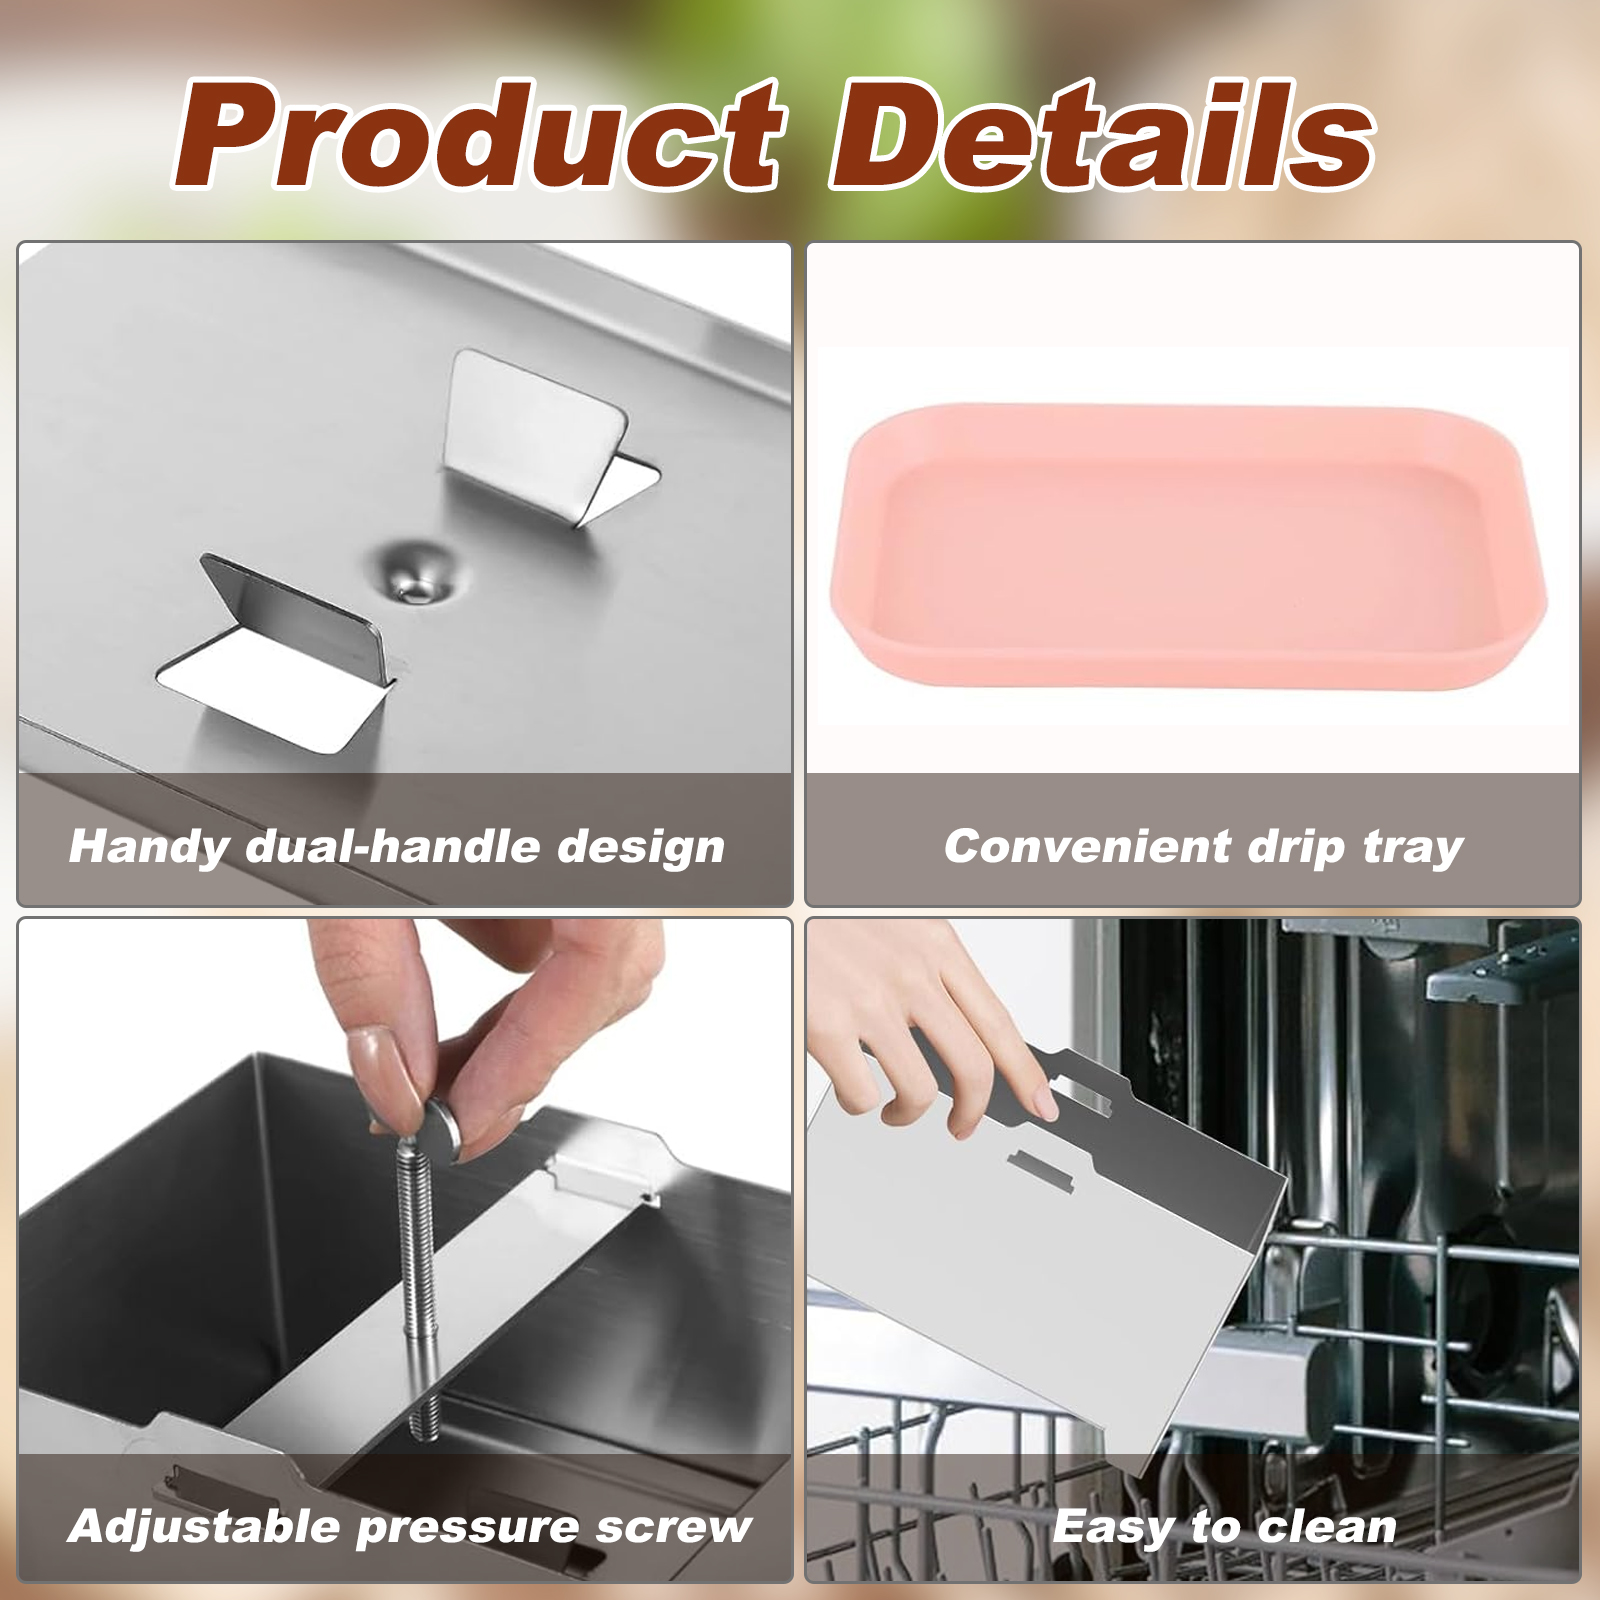 Product Details
Handy dual-handle design
Convenient drip tray
Adjustable pressure screw
Easy to clean